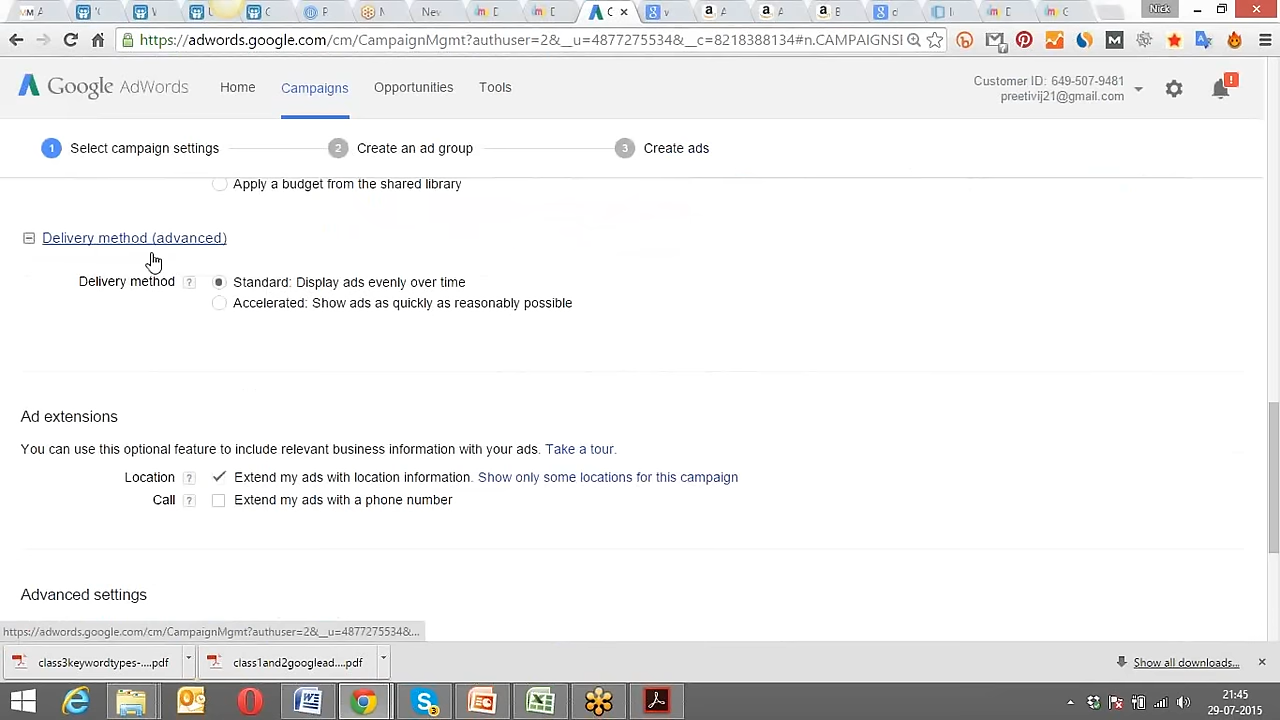 Nick
https://adwords.google.com/cm/CampaignMgmt?authuser=2&__u=4877275534&__c=8218388134#n.CAMPAIGNSI
Google AdWords
Home
Campaigns
Opportunities
Tools
Customer ID: 649-507-9481
preetivij21@gmail.com
1 Select campaign settings
2 Create an ad group
3 Create ads
Apply a budget from the shared library
Delivery method (advanced)
Delivery method ? Standard: Display ads evenly over time
Accelerated: Show ads as quickly as reasonably possible
Ad extensions
You can use this optional feature to include relevant business information with your ads. Take a tour.
Location ? Extend my ads with location information. Show only some locations for this campaign
Call ? Extend my ads with a phone number
Advanced settings
https://adwords.google.com/cm/CampaignMgmt?authuser=2&__u=4877275534&...
class3keywordtypes-....pdf
class1and2googlead....pdf
Show all downloads...
21:45
29-07-2015